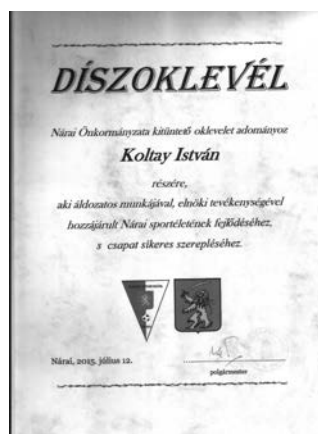 DÍSZOKLEVÉL
Nárai Önkormányzata kitüntető oklevelet adományoz
Koltay István
részére,
aki áldozatos munkájával, elnöki tevékenységével
hozzájárult Nárai sportéletének fejlődéséhez,
s csapat sikeres szerepléséhez.
Nárai, 2015. július 12.
polgármester